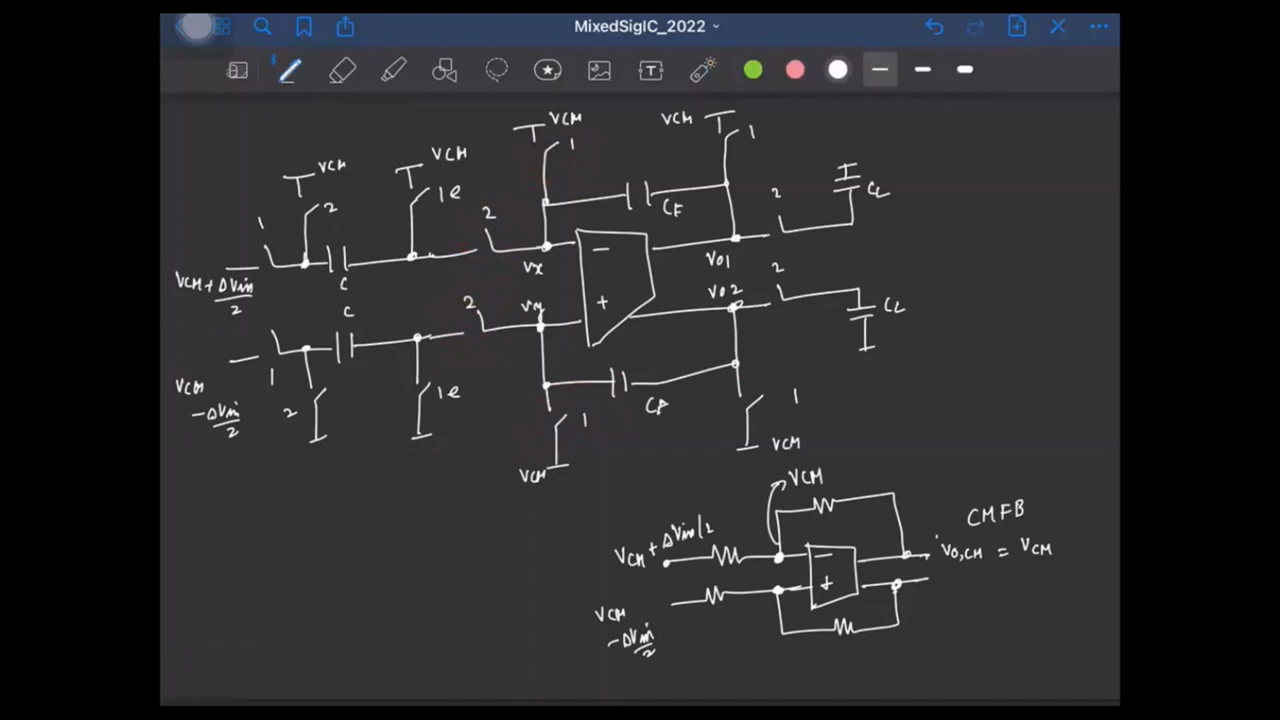 MixedSigIC_2022
VCM
VCM
VCM
VCM
1
1
1e
2
1
2
2
CL
CF
VCM + ΔVin/2
C
Vx
Vo1
C
2
Vy
Vo2
2
CL
VCM - ΔVin/2
1
2
1e
CF
1
1
VCM
VCM
VCM
VCM + ΔVin/2
CMFB
Vo,CM = VCM
VCM - ΔVin/2